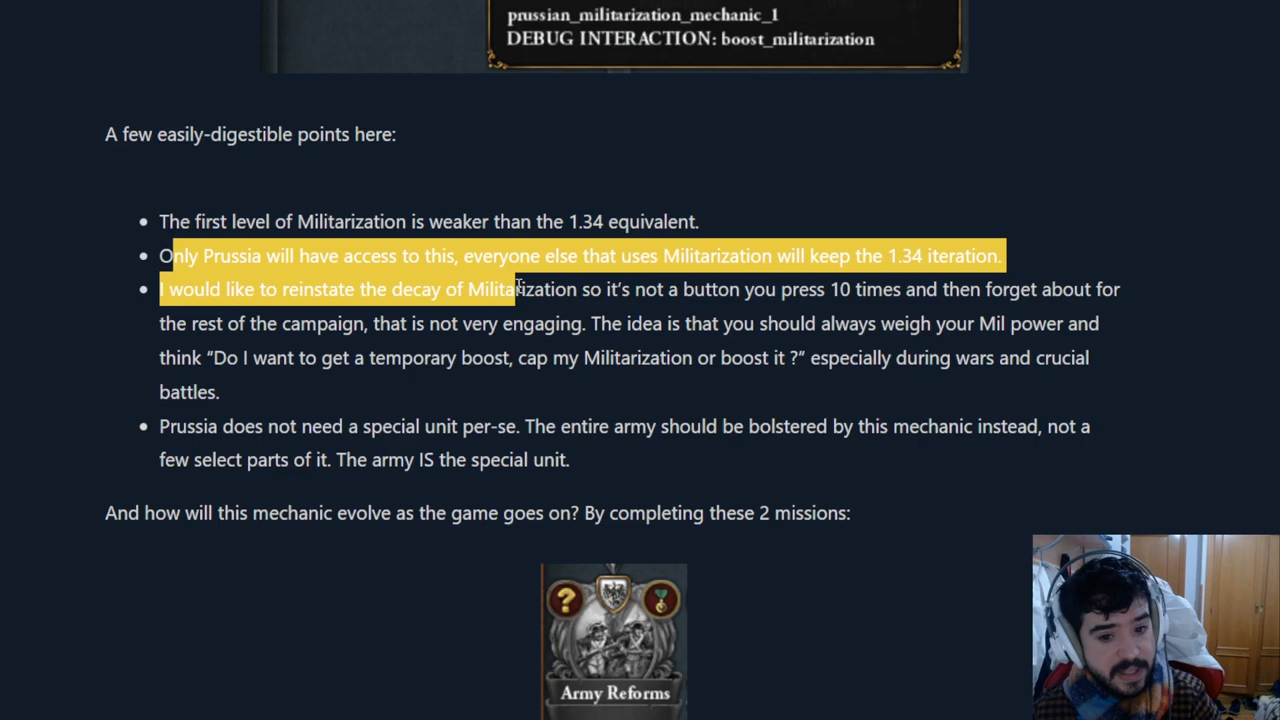 prussian_militarization_mechanic_1
DEBUG INTERACTION: boost_militarization
A few easily-digestible points here:
The first level of Militarization is weaker than the 1.34 equivalent.
Only Prussia will have access to this, everyone else that uses Militarization will keep the 1.34 iteration.
I would like to reinstate the decay of Militarization so it’s not a button you press 10 times and then forget about for
the rest of the campaign, that is not very engaging. The idea is that you should always weigh your Mil power and
think “Do I want to get a temporary boost, cap my Militarization or boost it ?” especially during wars and crucial
battles.
Prussia does not need a special unit per-se. The entire army should be bolstered by this mechanic instead, not a
few select parts of it. The army IS the special unit.
And how will this mechanic evolve as the game goes on? By completing these 2 missions:
?
Army Reforms